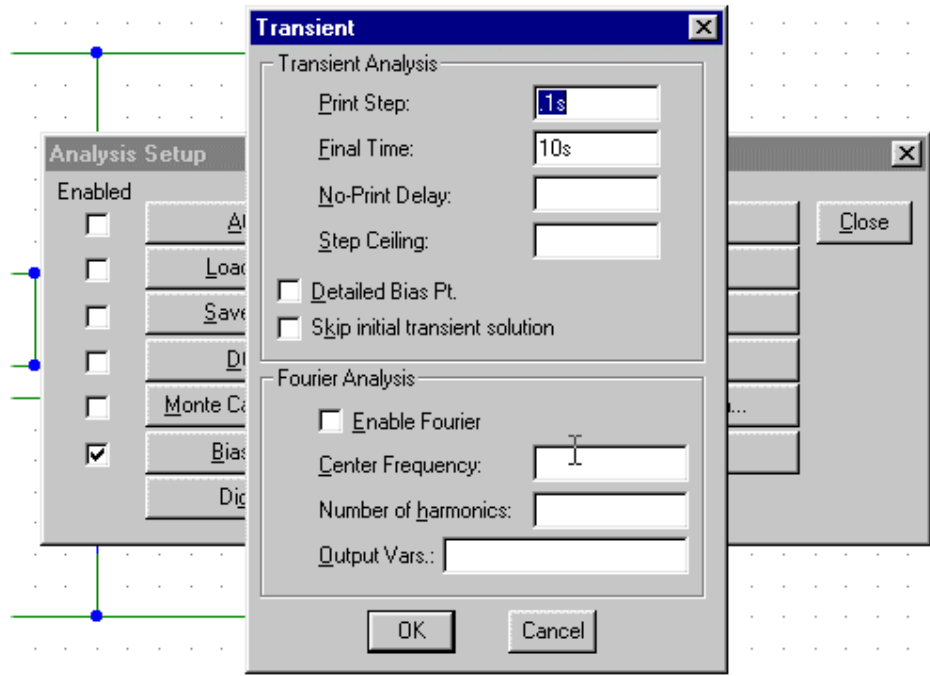 Transient
Transient Analysis
Print Step: .1s
Final Time: 10s
No-Print Delay:
Step Ceiling:
Detailed Bias Pt.
Skip initial transient solution
Fourier Analysis
Enable Fourier
Center Frequency:
Number of harmonics:
Output Vars.:
OK Cancel
Analysis Setup
Enabled
Close
Save